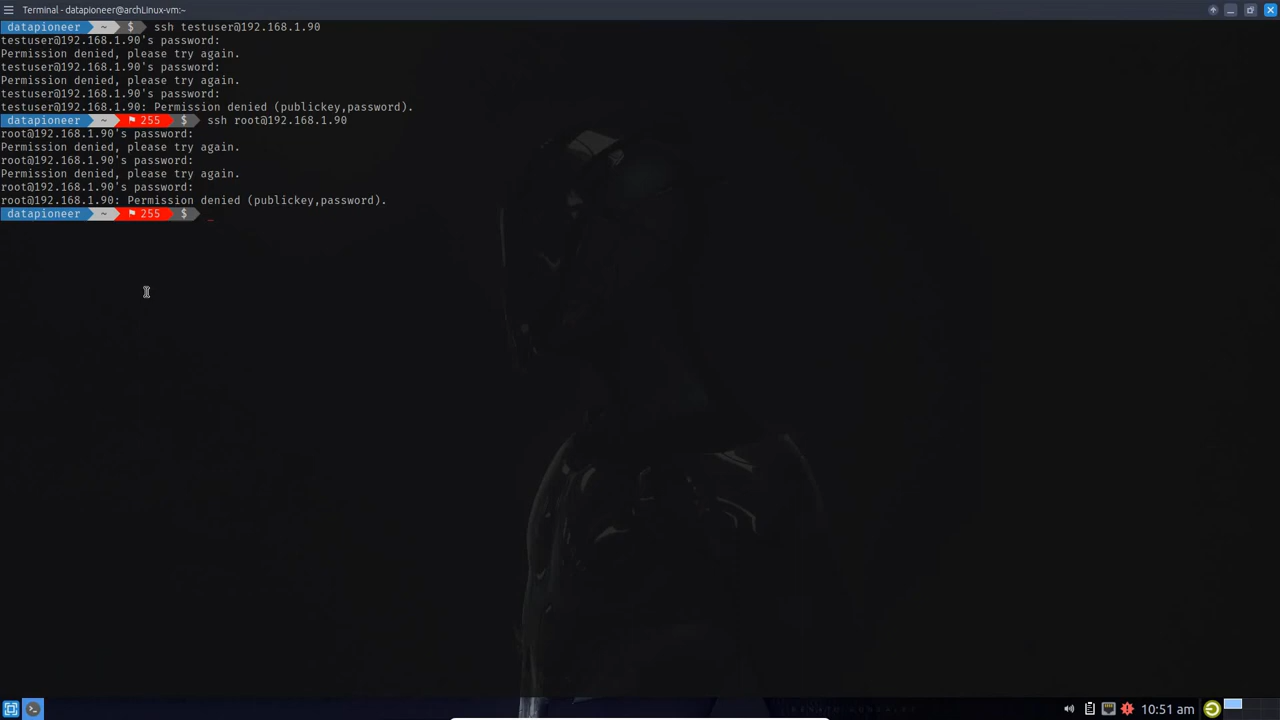 Terminal - datapioneer@archLinux-vm:~
datapioneer ~ $ ssh testuser@192.168.1.90
testuser@192.168.1.90's password:
Permission denied, please try again.
testuser@192.168.1.90's password:
Permission denied, please try again.
testuser@192.168.1.90's password:
testuser@192.168.1.90: Permission denied (publickey,password).
datapioneer ~ ⚑ 255 $ ssh root@192.168.1.90
root@192.168.1.90's password:
Permission denied, please try again.
root@192.168.1.90's password:
Permission denied, please try again.
root@192.168.1.90's password:
root@192.168.1.90: Permission denied (publickey,password).
datapioneer ~ ⚑ 255 $ _
10:51 am